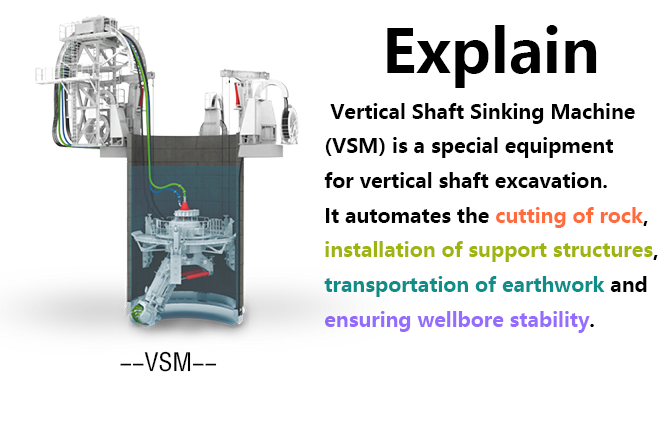 Explain
Vertical Shaft Sinking Machine
(VSM) is a special equipment
for vertical shaft excavation.
It automates the cutting of rock,
installation of support structures,
transportation of earthwork and
ensuring wellbore stability.
--VSM--